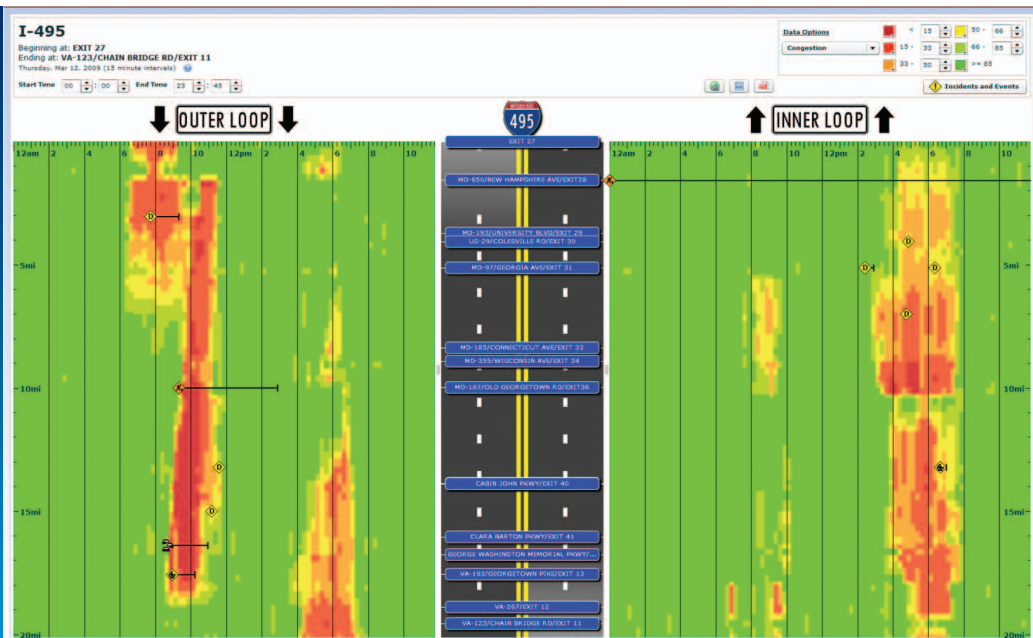 I-495
Beginning at: EXIT 27
Ending at: VA-123/CHAIN BRIDGE RD/EXIT 11
Thursday, Mar 12, 2009 (15 minute intervals)
Start Time 00 : 00 End Time 23 : 45
Data Options
Congestion
< 15
15 - 33
33 - 50
50 - 66
66 - 85
>= 85
Incidents and Events
OUTER LOOP
495
INNER LOOP
12am 2 4 6 8 10 12pm 2 4 6 8 10
EXIT 27
12am 2 4 6 8 10 12pm 2 4 6 8 10
MD-650/NEW HAMPSHIRE AVE/EXIT28
D
MD-193/UNIVERSITY BLVD/EXIT 29
US-29/COLESVILLE RD/EXIT 30
D
5mi
MD-97/GEORGIA AVE/EXIT 31
D
D
5mi
D
MD-185/CONNECTICUT AVE/EXIT 33
MD-355/WISCONSIN AVE/EXIT 34
10mi
MD-187/OLD GEORGETOWN RD/EXIT36
10mi
D
CABIN JOHN PKWY/EXIT 40
15mi
D
15mi
CLARA BARTON PKWY/EXIT 41
GEORGE WASHINGTON MEMORIAL PKWY/...
VA-193/GEORGETOWN PIKE/EXIT 13
VA-267/EXIT 12
VA-123/CHAIN BRIDGE RD/EXIT 11
20mi
20mi